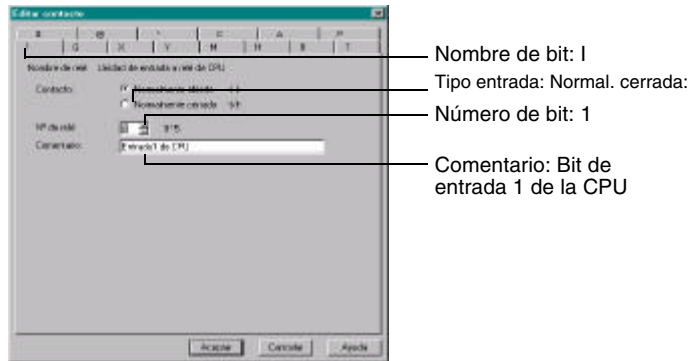 Editar contacto
I Q X Y M H B T
Nombre de relé Unidad de entrada a relé de CPU
Contacto: Normalmente abierto
Normalmente cerrado
Nº de relé
Comentario: Entrada1 de CPU
Aceptar Cancelar Ayuda
Nombre de bit: I
Tipo entrada: Normal. cerrada:
Número de bit: 1
Comentario: Bit de
entrada 1 de la CPU